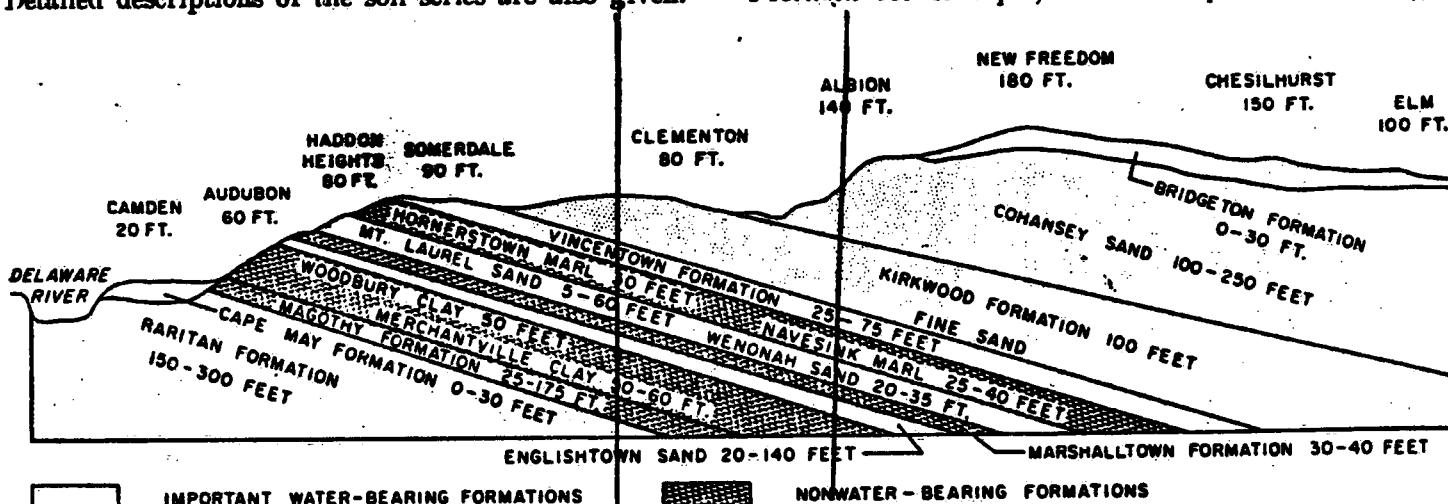 Detailed descriptions of the soil series are also given.
NEW FREEDOM
180 FT.
ALBION
140 FT.
CHESILHURST
150 FT.
ELM
100 FT.
HADDON
HEIGHTS
80 FT.
SOMERDALE
90 FT.
CLEMENTON
80 FT.
CAMDEN
20 FT.
AUDUBON
60 FT.
DELAWARE
RIVER
BRIDGETON FORMATION
0-30 FT.
COHANSEY SAND 100-250 FEET
KIRKWOOD FORMATION 100 FEET
FINE SAND
VINCENTOWN FORMATION 25-75 FEET
HORNERSTOWN MARL 30 FEET
NAVESINK MARL 25-40 FEET
MT. LAUREL SAND 5-60 FEET
WENONAH SAND 20-35 FT.
WOODBURY CLAY 50 FEET
MERCHANTVILLE CLAY 50-60 FT.
MAGOTHY FORMATION 25-175 FT.
CAPE MAY FORMATION 0-30 FEET
RARITAN FORMATION
150-300 FEET
ENGLISHTOWN SAND 20-140 FEET
MARSHALLTOWN FORMATION 30-40 FEET
IMPORTANT WATER-BEARING FORMATIONS
NONWATER-BEARING FORMATIONS